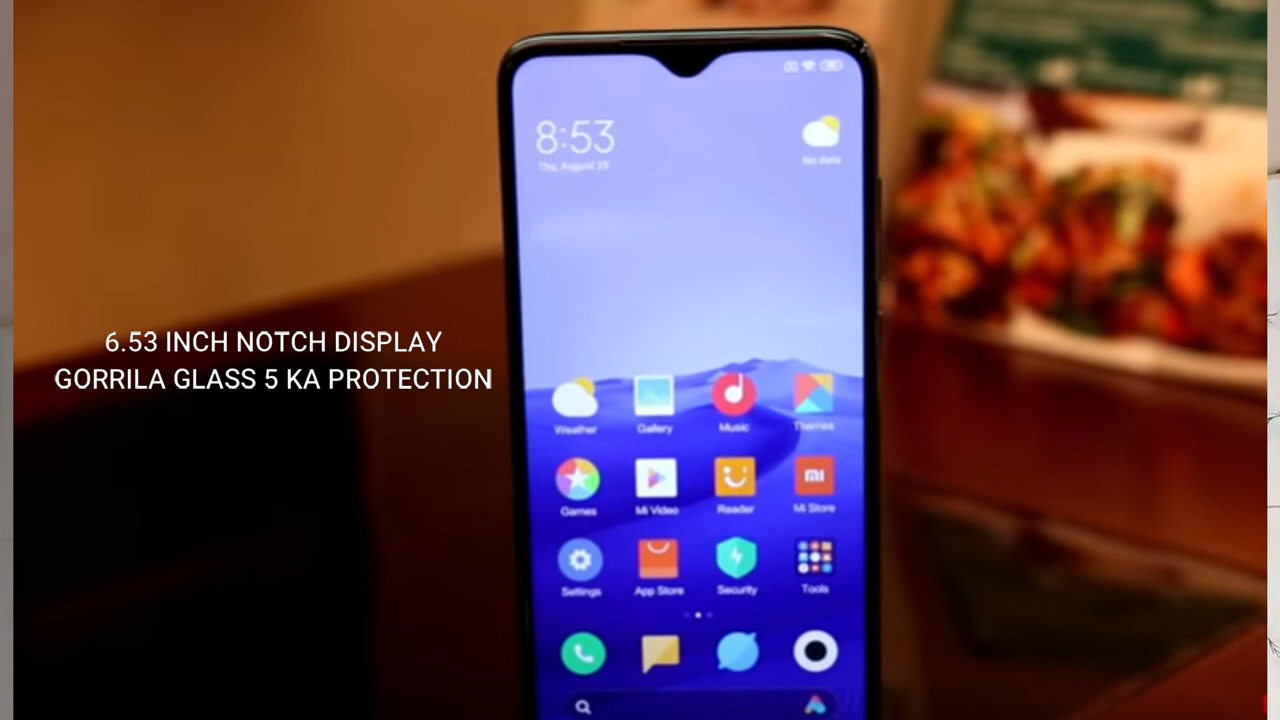 8:53
Thu, August 29
No data
6.53 INCH NOTCH DISPLAY
GORRILA GLASS 5 KA PROTECTION
Weather Gallery Music Themes
Games Mi Video Reader Mi Store
Settings App Store Security Tools